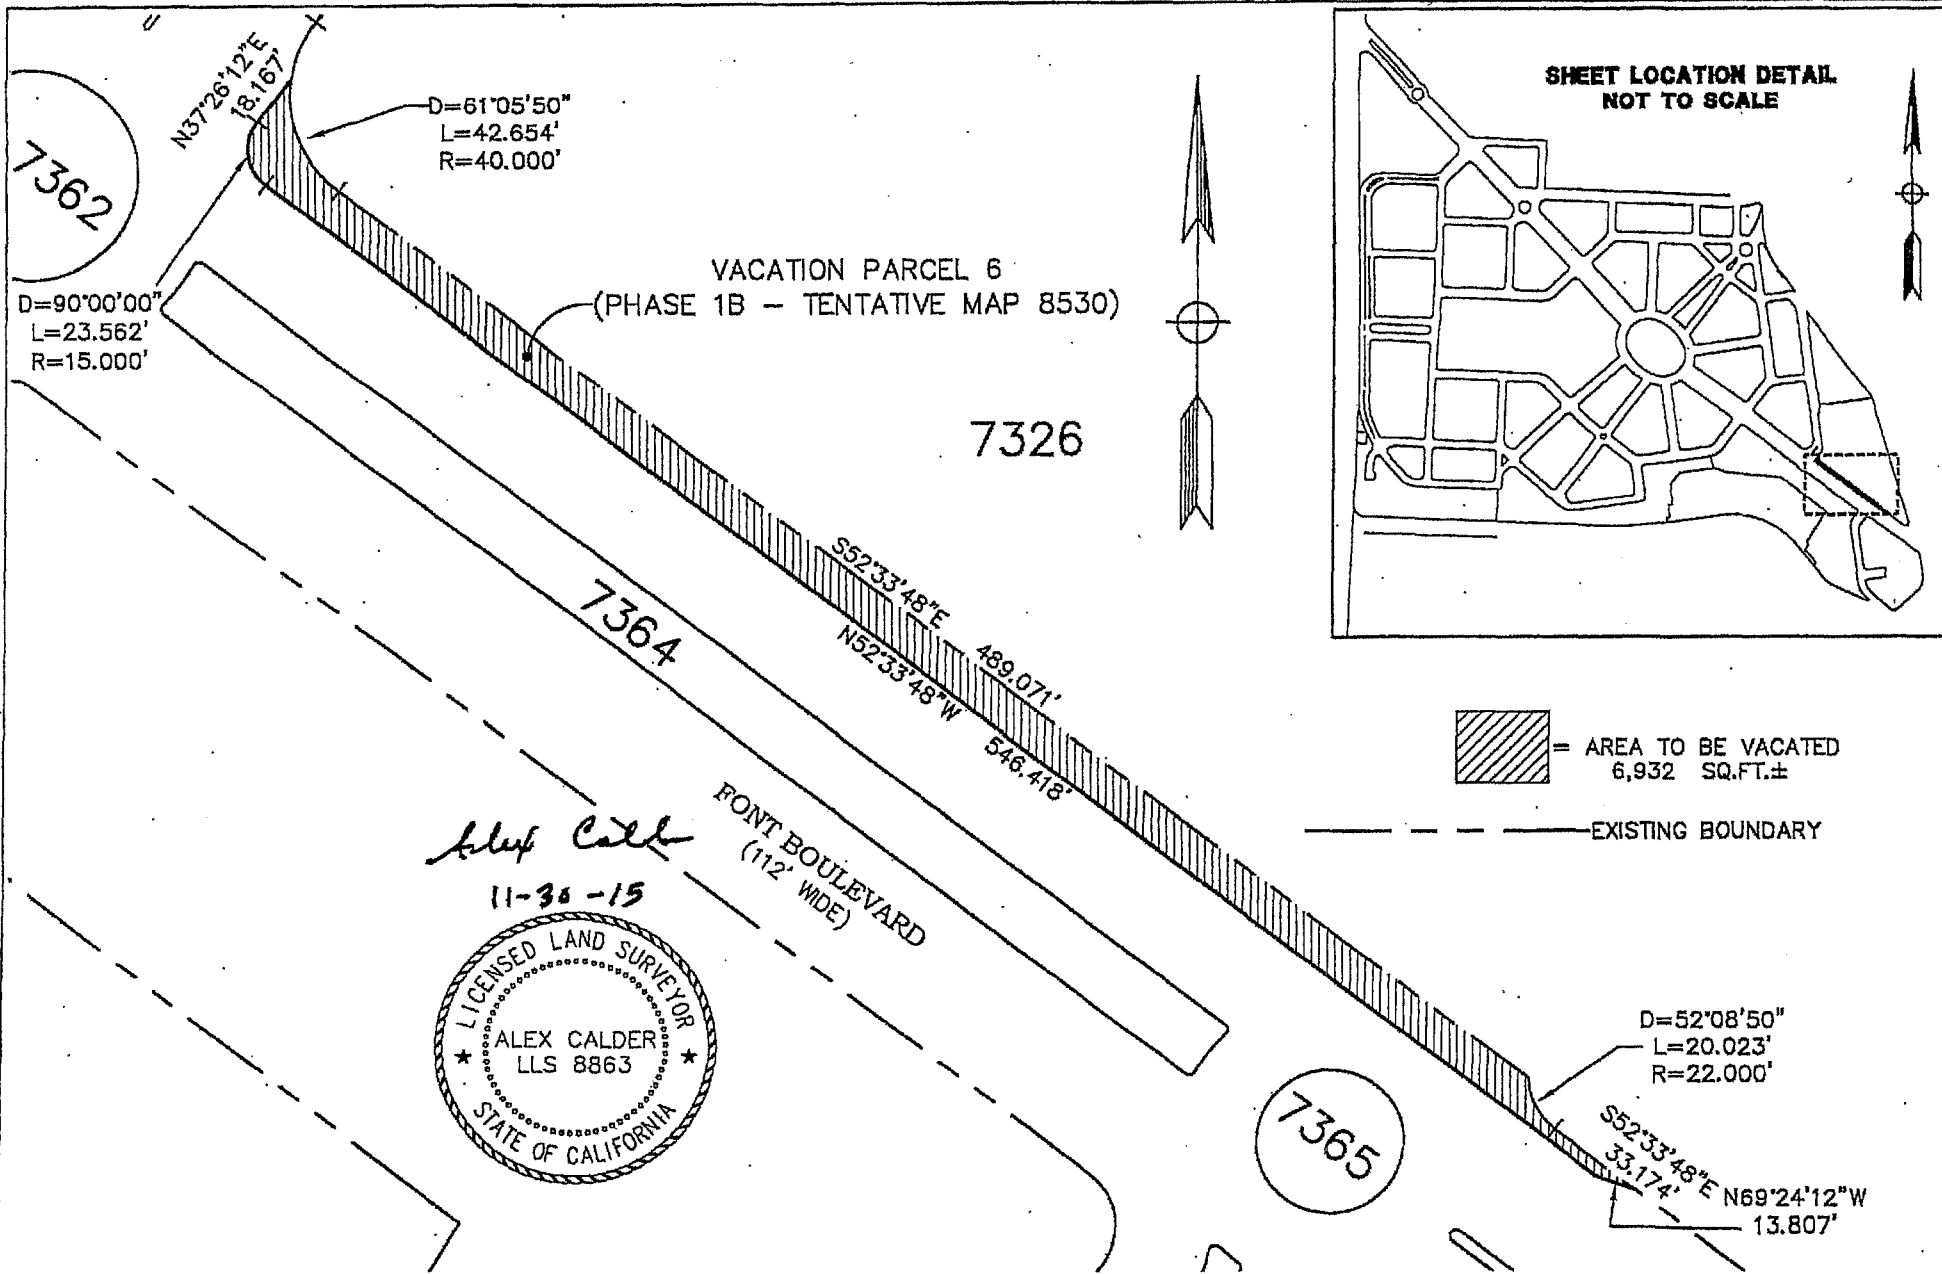 N37°26'12"E
18.167'
7362
D=61°05'50"
L=42.654'
R=40.000'
D=90°00'00"
L=23.562'
R=15.000'
VACATION PARCEL 6
(PHASE 1B – TENTATIVE MAP 8530)
7326
SHEET LOCATION DETAIL
NOT TO SCALE
S52°33'48"E 489.071'
N52°33'48"W 546.418'
7364
FONT BOULEVARD
(112' WIDE)
= AREA TO BE VACATED
6,932 SQ.FT.±
EXISTING BOUNDARY
Alex Calder
11-30-15
LICENSED LAND SURVEYOR
ALEX CALDER
LLS 8863
STATE OF CALIFORNIA
7365
D=52°08'50"
L=20.023'
R=22.000'
S52°33'48"E
33.174'
N69°24'12"W
13.807'